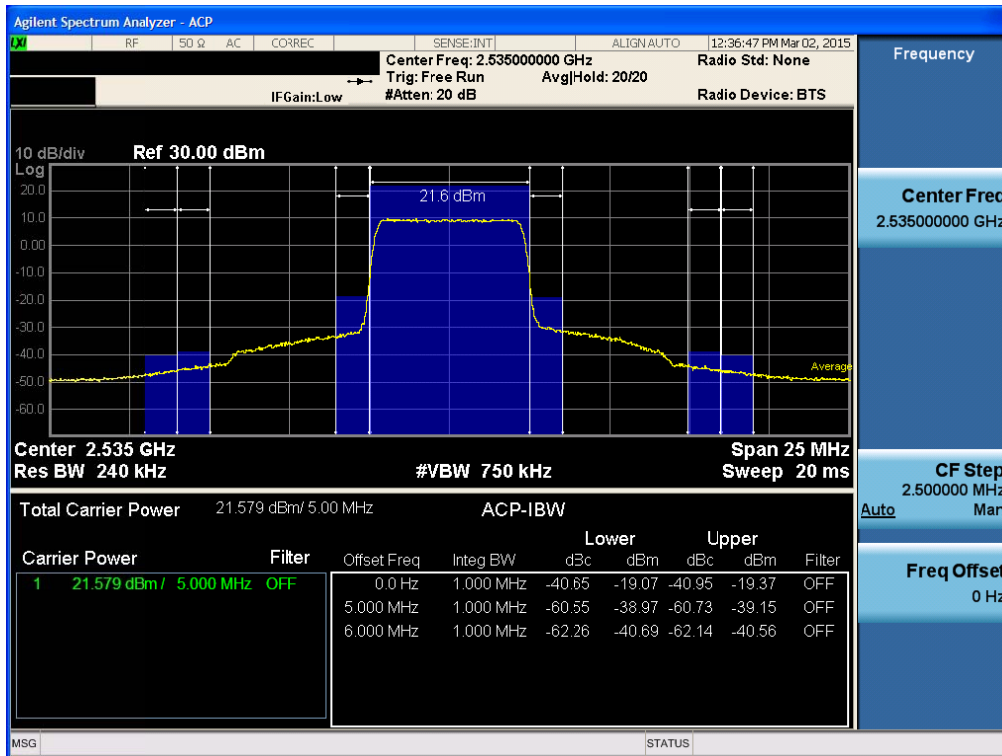 Agilent Spectrum Analyzer - ACP
LXI RF 50 Ω AC CORREC SENSE:INT ALIGN AUTO 12:36:47 PM Mar 02, 2015
Center Freq: 2.535000000 GHz Radio Std: None
Trig: Free Run Avg|Hold: 20/20
IFGain:Low #Atten: 20 dB Radio Device: BTS
Frequency
10 dB/div Ref 30.00 dBm
Log
20.0
10.0
0.00
-10.0
-20.0
-30.0
-40.0
-50.0
-60.0
21.6 dBm
Average
Center Freq
2.535000000 GHz
Center 2.535 GHz Span 25 MHz
Res BW 240 kHz #VBW 750 kHz Sweep 20 ms
CF Step
2.500000 MHz
Auto Man
Freq Offset
0 Hz
Total Carrier Power 21.579 dBm/ 5.00 MHz ACP-IBW
Lower Upper
Carrier Power Filter Offset Freq Integ BW dBc dBm dBc dBm Filter
1 21.579 dBm / 5.000 MHz OFF 0.0 Hz 1.000 MHz -40.65 -19.07 -40.95 -19.37 OFF
5.000 MHz 1.000 MHz -60.55 -38.97 -60.73 -39.15 OFF
6.000 MHz 1.000 MHz -62.26 -40.69 -62.14 -40.56 OFF
MSG STATUS